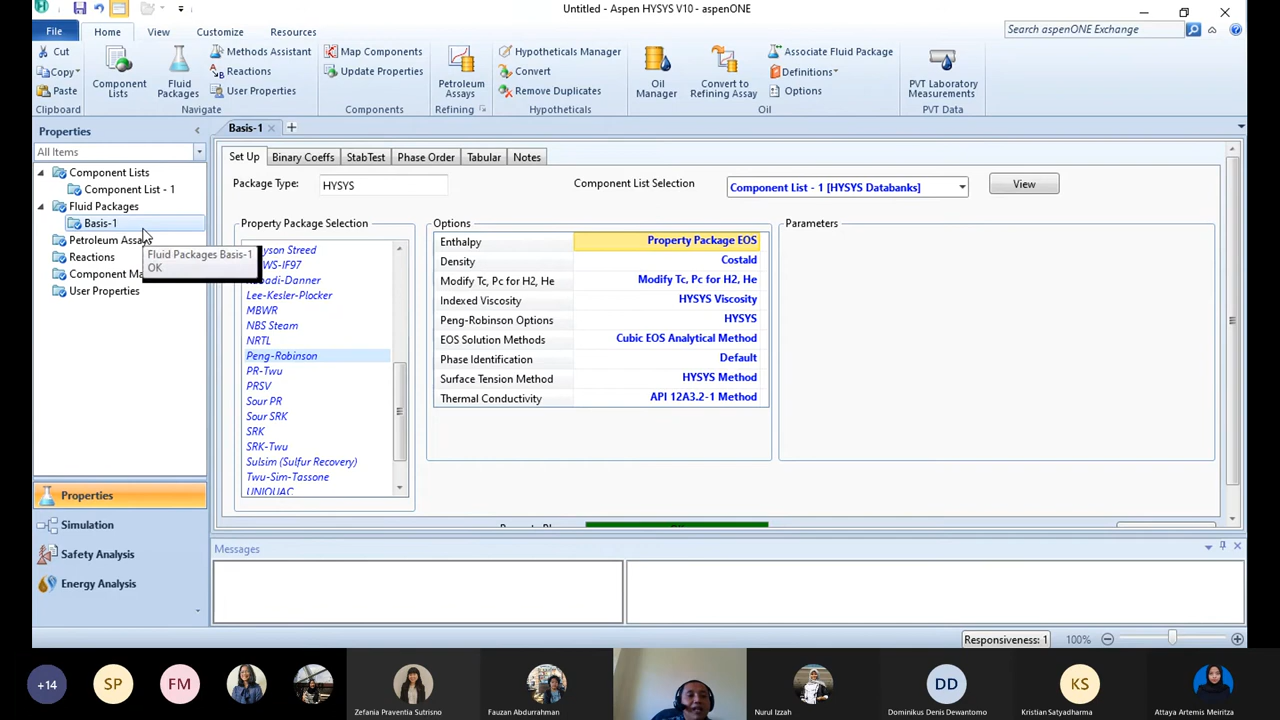 Untitled - Aspen HYSYS V10 - aspenONE
File
Home
View
Customize
Resources
Search aspenONE Exchange
Cut
Copy
Paste
Clipboard
Component Lists
Fluid Packages
Methods Assistant
Reactions
User Properties
Navigate
Map Components
Update Properties
Components
Petroleum Assays
Refining
Hypotheticals Manager
Convert
Remove Duplicates
Hypotheticals
Oil Manager
Convert to Refining Assay
Associate Fluid Package
Definitions
Options
Oil
PVT Laboratory Measurements
PVT Data
Properties
All Items
Component Lists
Component List - 1
Fluid Packages
Basis-1
Petroleum Assays
Reactions
Component Ma
User Properties
Fluid Packages Basis-1
OK
Properties
Simulation
Safety Analysis
Energy Analysis
Basis-1
Set Up
Binary Coeffs
StabTest
Phase Order
Tabular
Notes
Package Type:
HYSYS
Component List Selection
Component List - 1 [HYSYS Databanks]
View
Property Package Selection
Lee-Kesler-Plocker
MBWR
NBS Steam
NRTL
Peng-Robinson
PR-Twu
PRSV
Sour PR
Sour SRK
SRK
SRK-Twu
Sulsim (Sulfur Recovery)
Twu-Sim-Tassone
UNIQUAC
Options
Enthalpy Property Package EOS
Density Costald
Modify Tc, Pc for H2, He Modify Tc, Pc for H2, He
Indexed Viscosity HYSYS Viscosity
Peng-Robinson Options HYSYS
EOS Solution Methods Cubic EOS Analytical Method
Phase Identification Default
Surface Tension Method HYSYS Method
Thermal Conductivity API 12A3.2-1 Method
Parameters
Messages
Responsiveness: 1
100%
+14
SP
FM
Zefania Praventia Sutrisno
Fauzan Abdurrahman
Nurul Izzah
DD
Dominikus Denis Dewantomo
KS
Kristian Satyadharma
Attaya Artemis Meiritza